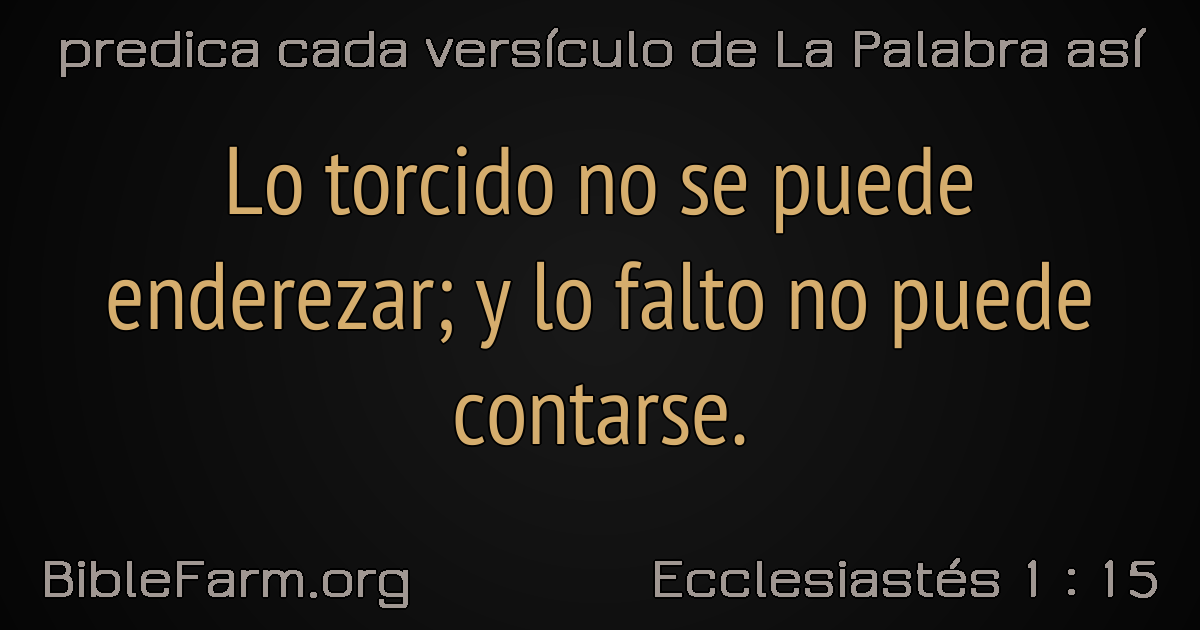 predica cada versículo de La Palabra así
Lo torcido no se puede
enderezar; y lo falto no puede
contarse.
BibleFarm.org
Ecclesiastés 1 : 15